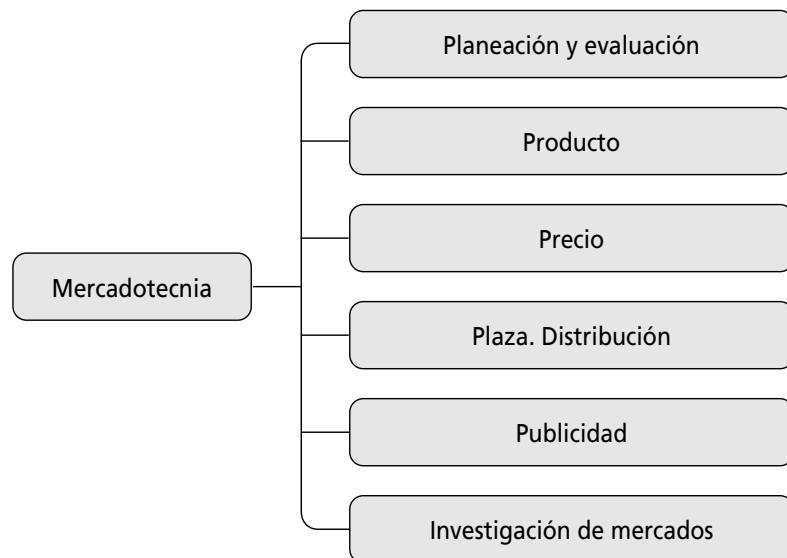 Planeación y evaluación
Producto
Precio
Mercadotecnia
Plaza. Distribución
Publicidad
Investigación de mercados